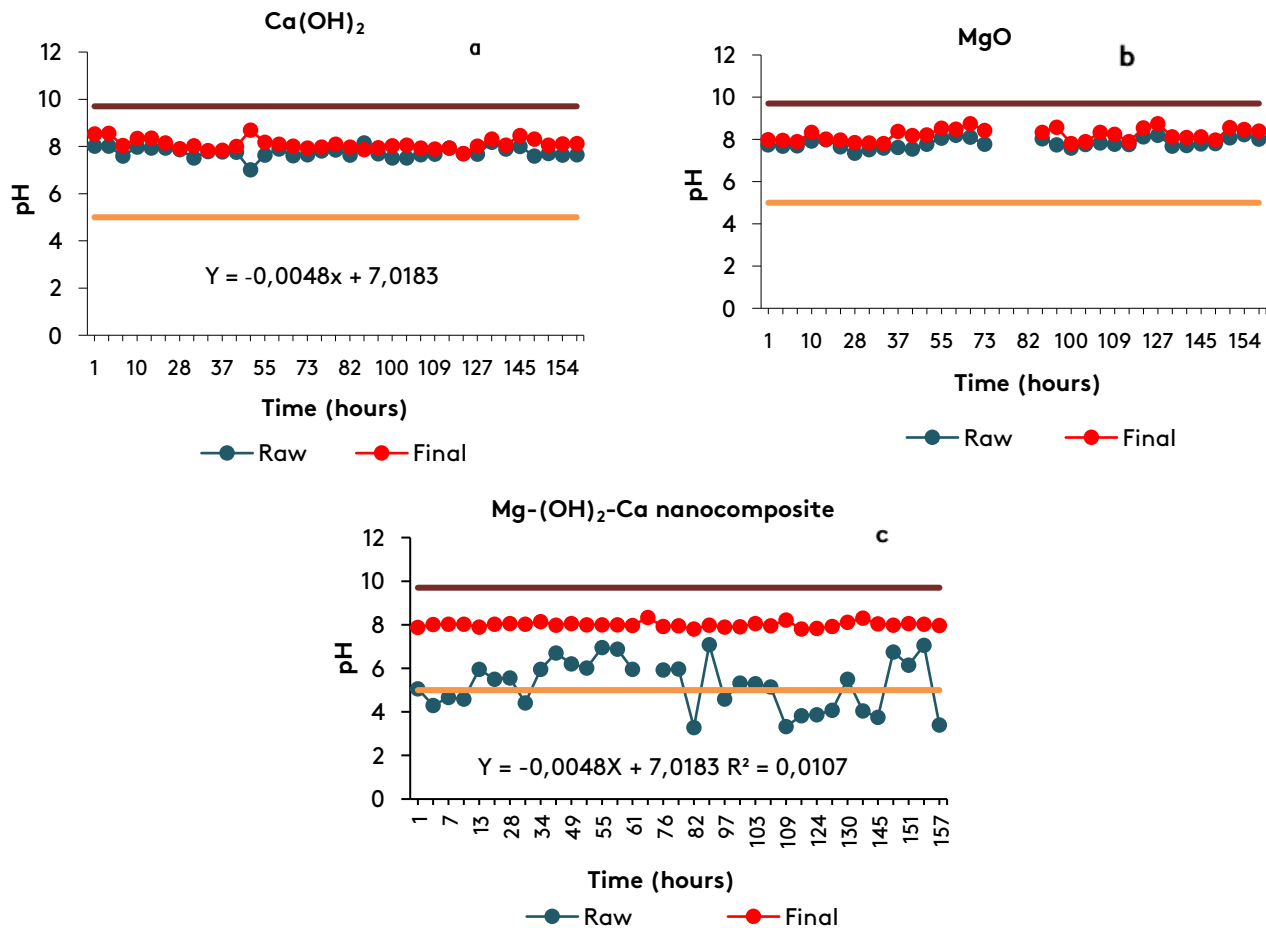 Ca(OH)₂
a
12
10
8
6
4
2
0
pH
Y = -0,0048x + 7,0183
1 10 28 37 55 73 82 100 109 127 145 154
Time (hours)
Raw Final
MgO
b
12
10
8
6
4
2
0
pH
1 10 28 37 55 73 82 100 109 127 145 154
Time (hours)
Raw Final
Mg-(OH)₂-Ca nanocomposite
c
12
10
8
6
4
2
0
pH
Y = -0,0048X + 7,0183 R² = 0,0107
1 7 13 28 34 49 55 61 76 82 97 103 109 124 130 145 151 157
Time (hours)
Raw Final